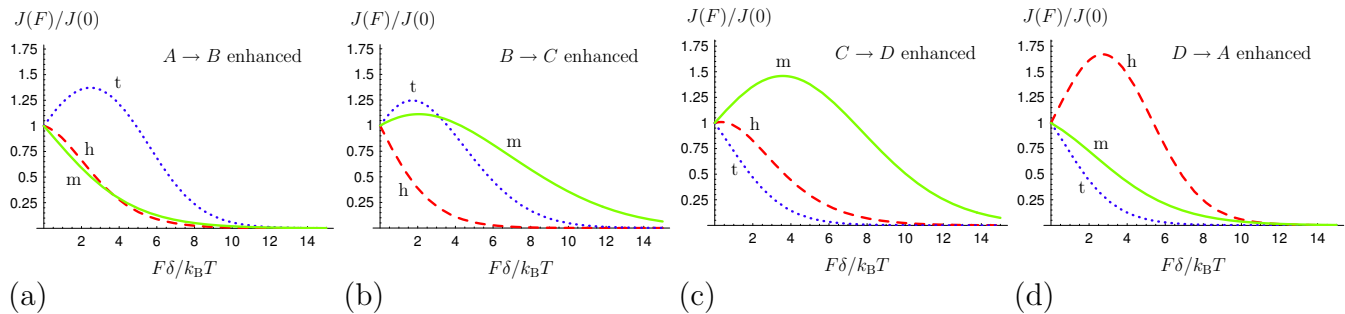 J(F)/J(0)
A → B enhanced
1.75
1.5
1.25
1
0.75
0.5
0.25
t
h
m
2 4 6 8 10 12 14
Fδ/k_BT
(a)
J(F)/J(0)
B → C enhanced
1.75
1.5
1.25
1
0.75
0.5
0.25
t
m
h
2 4 6 8 10 12 14
Fδ/k_BT
(b)
J(F)/J(0)
C → D enhanced
1.75
1.5
1.25
1
0.75
0.5
0.25
m
h
t
2 4 6 8 10 12 14
Fδ/k_BT
(c)
J(F)/J(0)
D → A enhanced
1.75
1.5
1.25
1
0.75
0.5
0.25
h
m
t
2 4 6 8 10 12 14
Fδ/k_BT
(d)